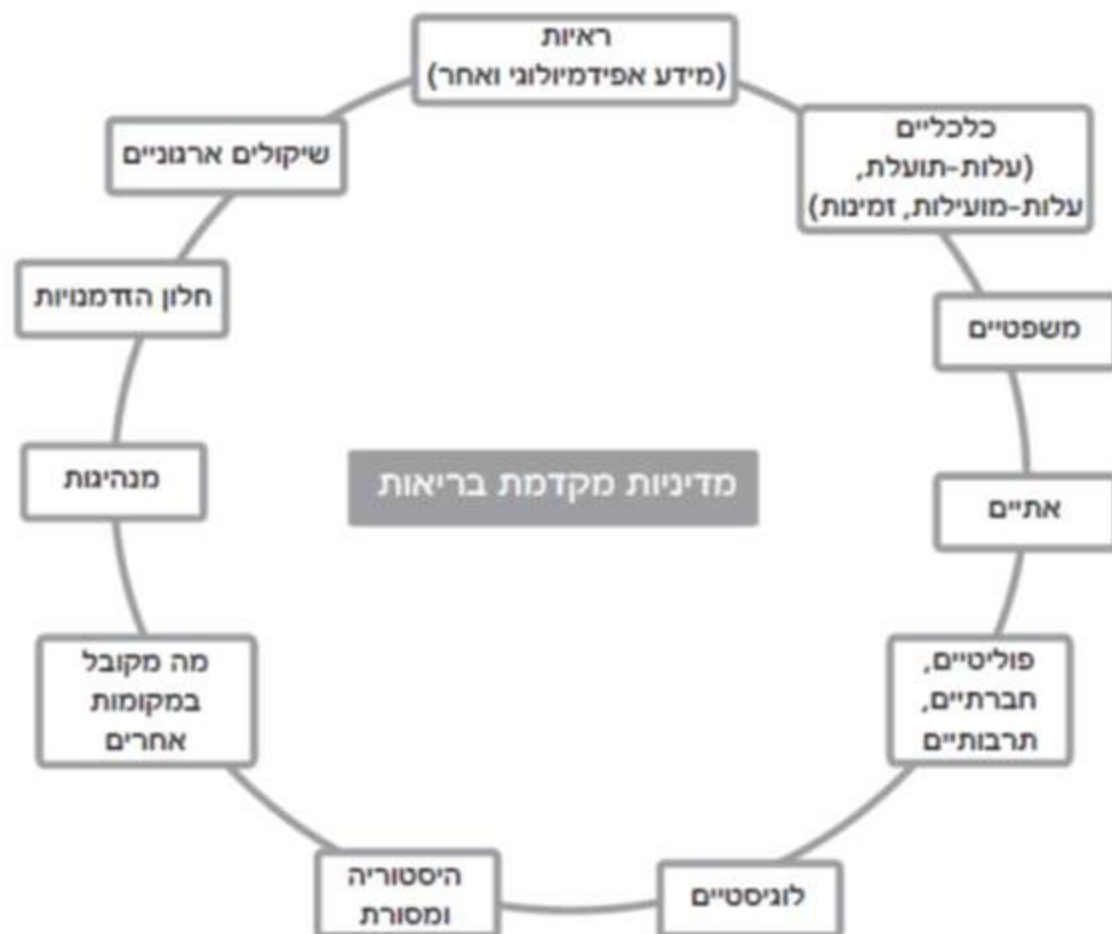 ראיות
(מידע אפידמיולוגי ואחר)
כלכליים
(עלות-תועלת,
עלות-מועילות, זמינות)
משפטיים
אתיים
פוליטיים,
חברתיים,
תרבותיים
לוגיסטיים
היסטוריה
ומסורת
מה מקובל
במקומות
אחרים
מנהיגות
חלון הזדמנויות
שיקולים ארגוניים
מדיניות מקדמת בריאות